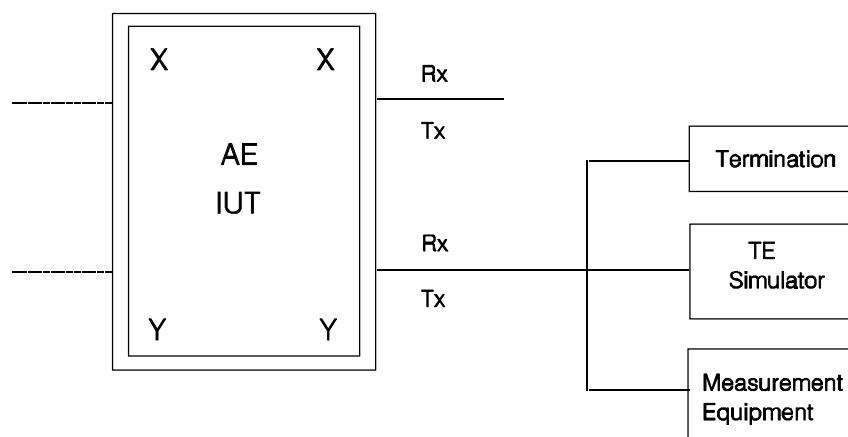 X X
Rx
Tx
AE
IUT
Termination
Rx
Tx
TE
Simulator
Y Y
Measurement
Equipment